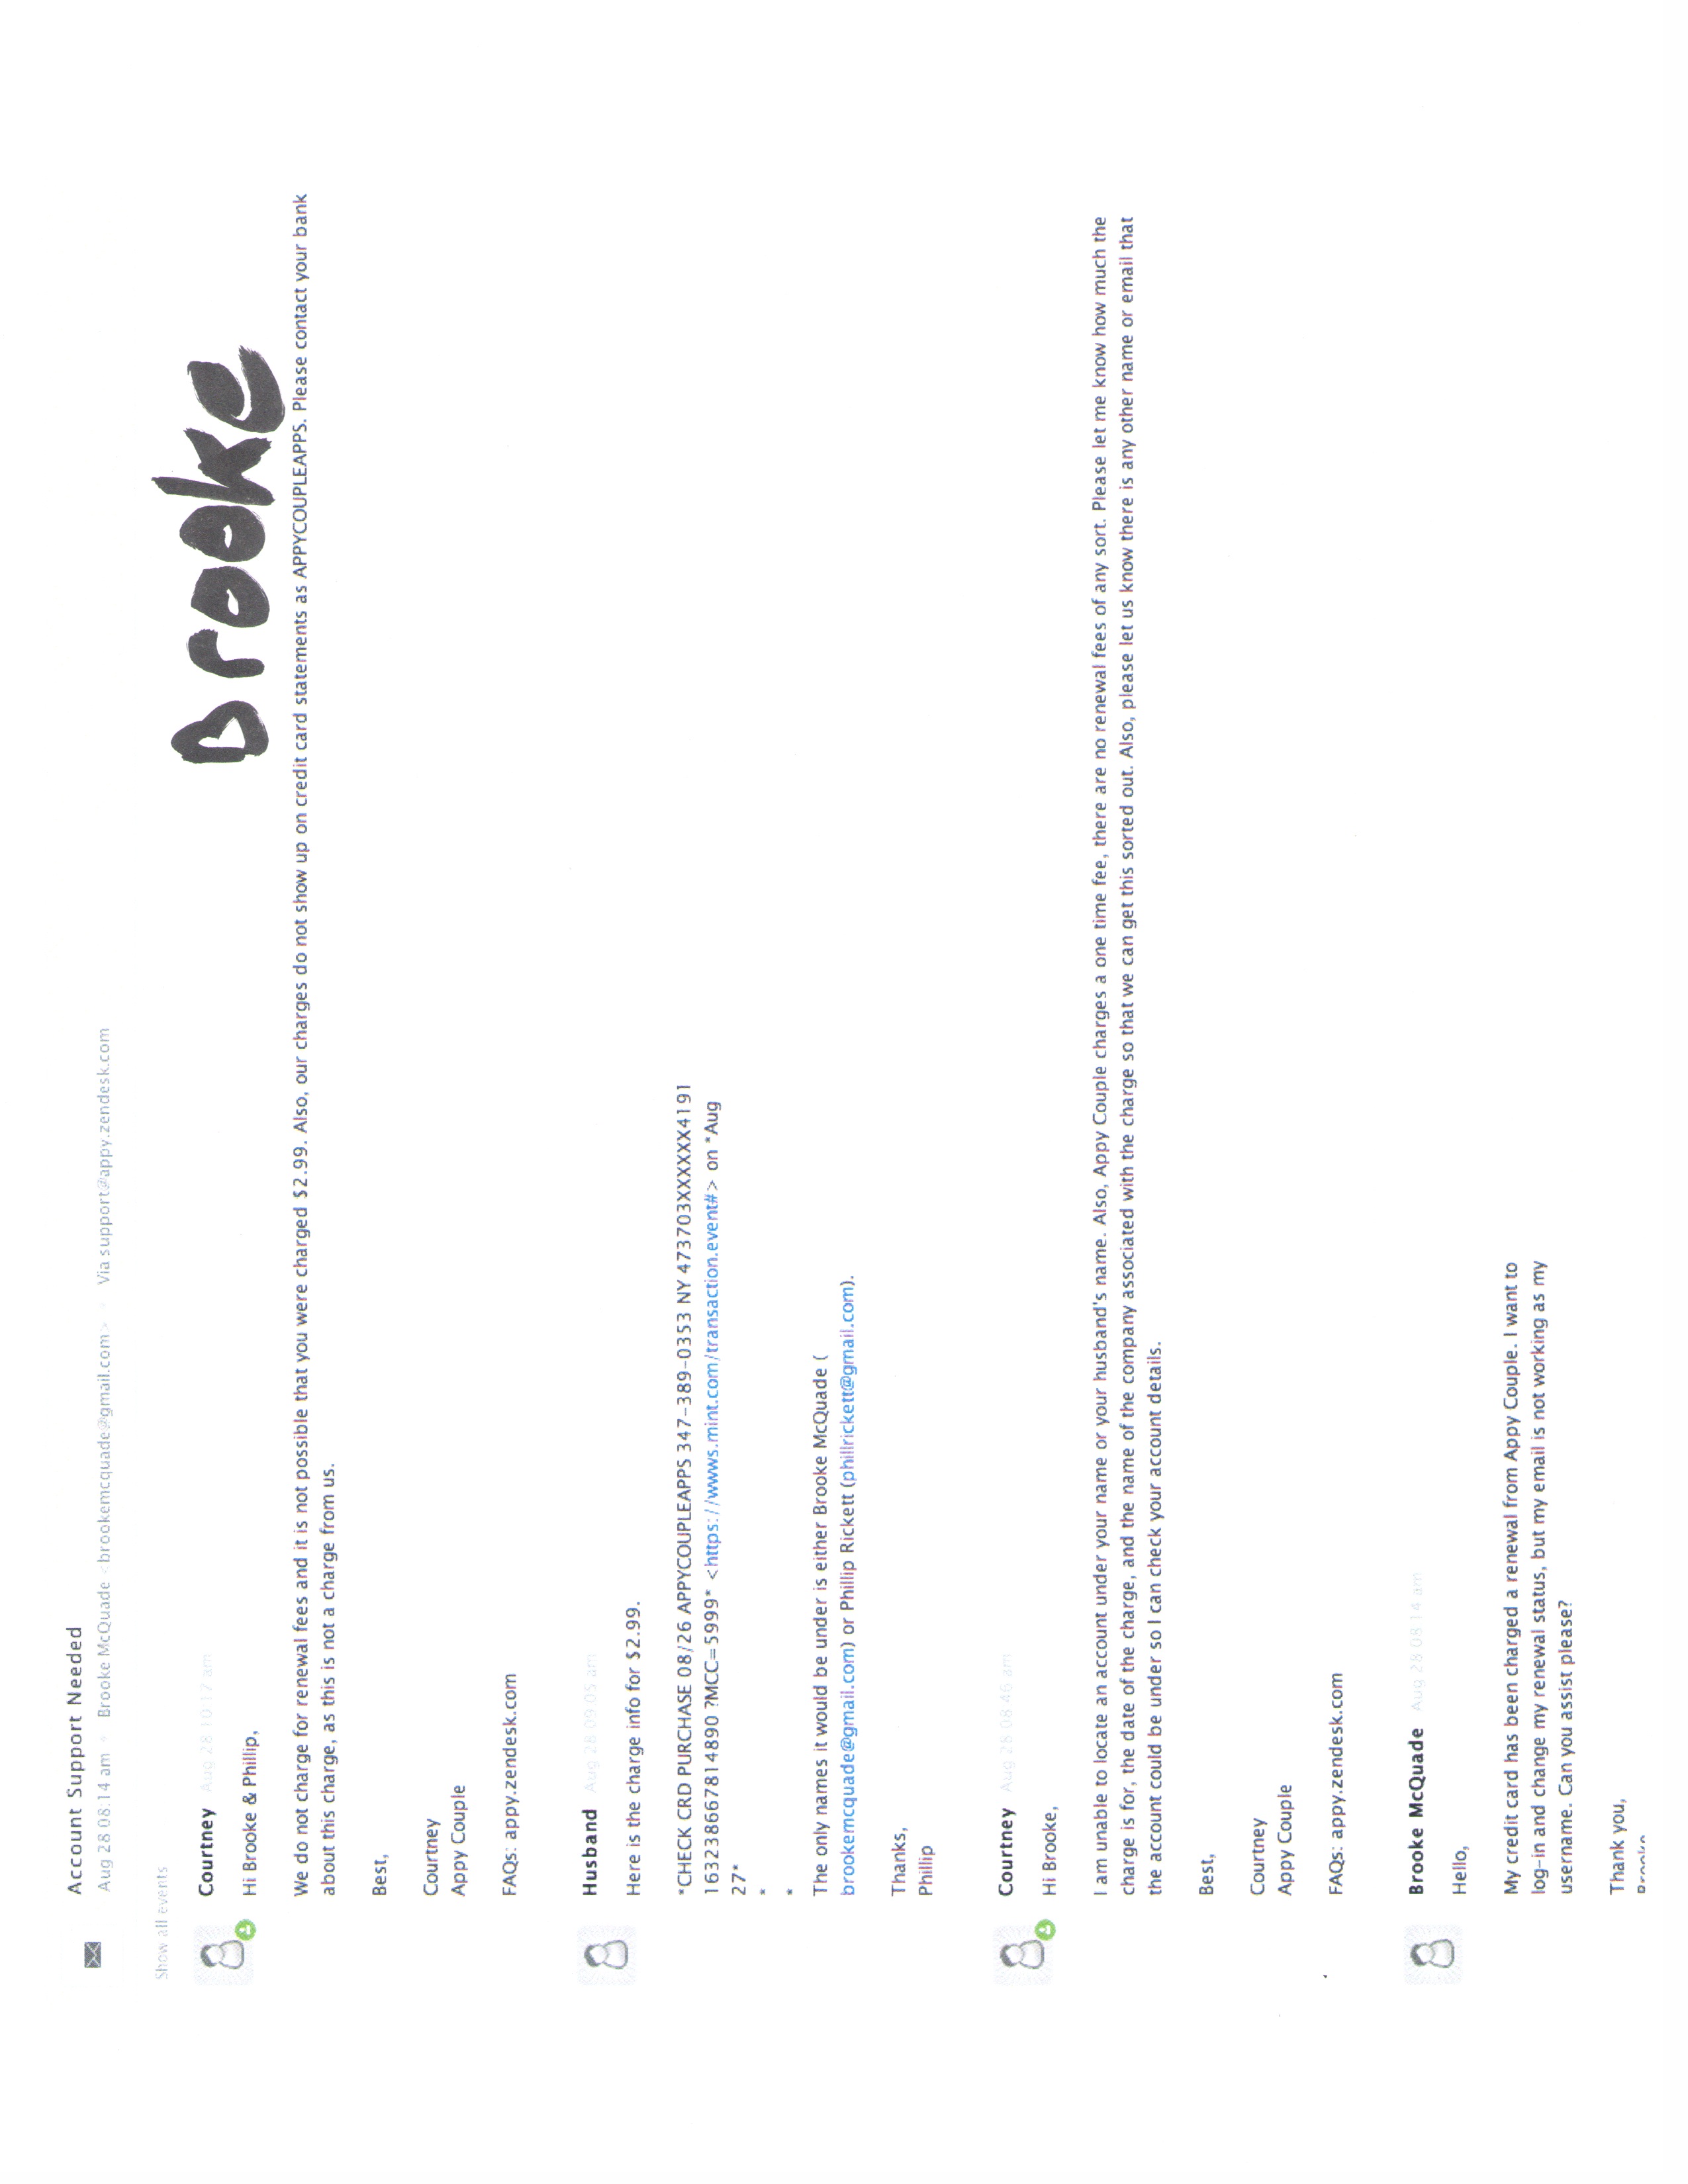 Account Support Needed
Aug 28 08:14 am • Brooke McQuade <brookemcquade@gmail.com> • Via support@appy.zendesk.com
Show all events
Brooke
Courtney Aug 28 10:17 am
Hi Brooke & Phillip,
We do not charge for renewal fees and it is not possible that you were charged $2.99. Also, our charges do not show up on credit card statements as APPYCOUPLEAPPS. Please contact your bank
about this charge, as this is not a charge from us.
Best,
Courtney
Appy Couple
FAQs: appy.zendesk.com
Husband Aug 28 09:05 am
Here is the charge info for $2.99.
*CHECK CRD PURCHASE 08/26 APPYCOUPLEAPPS 347-389-0353 NY 473703XXXXXX4191
163238667814890 ?MCC=5999* <https://wwws.mint.com/transaction.event#> on *Aug
27*
*
*
The only names it would be under is either Brooke McQuade (
brookemcquade@gmail.com) or Phillip Rickett (phillrickett@gmail.com).
Thanks,
Phillip
Courtney Aug 28 08:46 am
Hi Brooke,
I am unable to locate an account under your name or your husband's name. Also, Appy Couple charges a one time fee, there are no renewal fees of any sort. Please let me know how much the
charge is for, the date of the charge, and the name of the company associated with the charge so that we can get this sorted out. Also, please let us know there is any other name or email that
the account could be under so I can check your account details.
Best,
Courtney
Appy Couple
FAQs: appy.zendesk.com
Brooke McQuade Aug 28 08:14 am
Hello,
My credit card has been charged a renewal from Appy Couple. I want to
log-in and change my renewal status, but my email is not working as my
username. Can you assist please?
Thank you,
Brooke